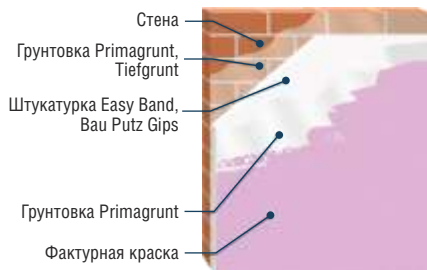 Стена
Грунтовка Primagrunt,
Tiefgrunt
Штукатурка Easy Band,
Bau Putz Gips
Грунтовка Primagrunt
Фактурная краска